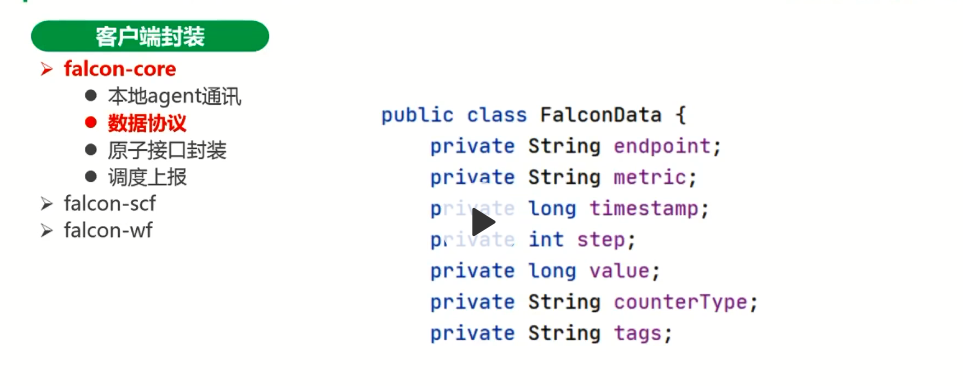 客户端封装
falcon-core
本地agent通讯
数据协议
原子接口封装
调度上报
falcon-scf
falcon-wf
public class FalconData {
private String endpoint;
private String metric;
private long timestamp;
private int step;
private long value;
private String counterType;
private String tags;